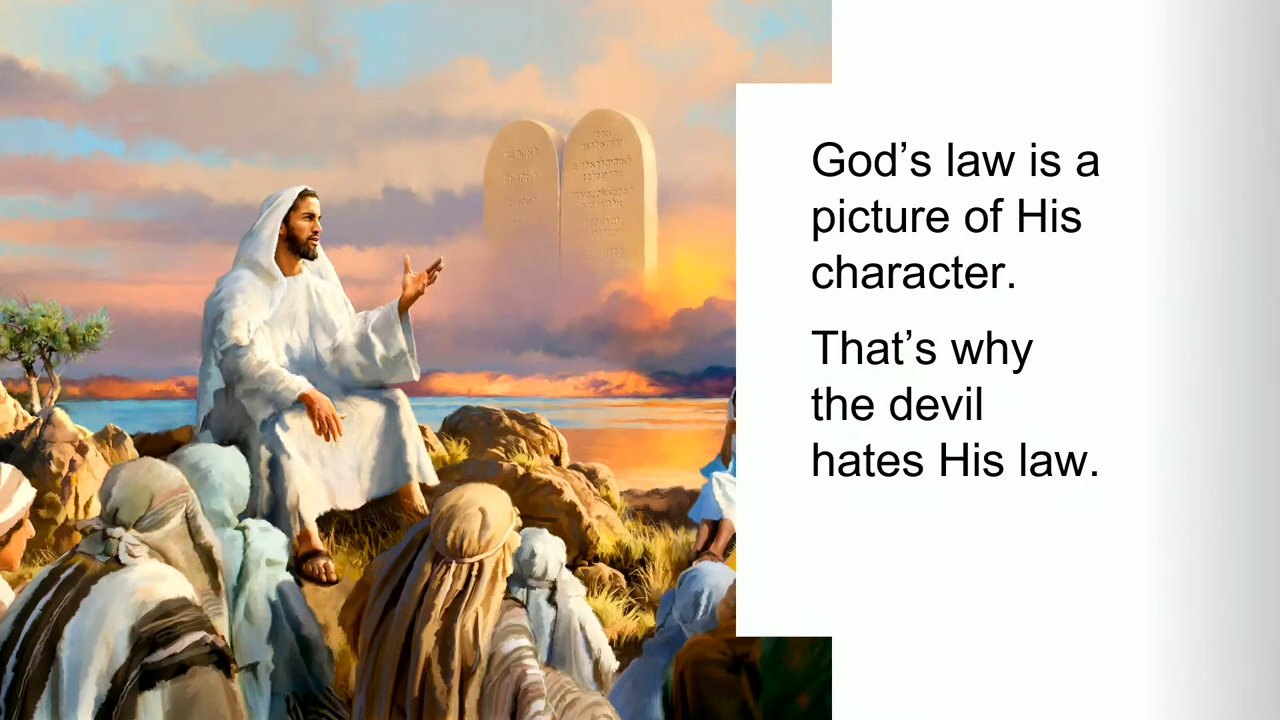 God’s law is a
picture of His
character.
That’s why
the devil
hates His law.